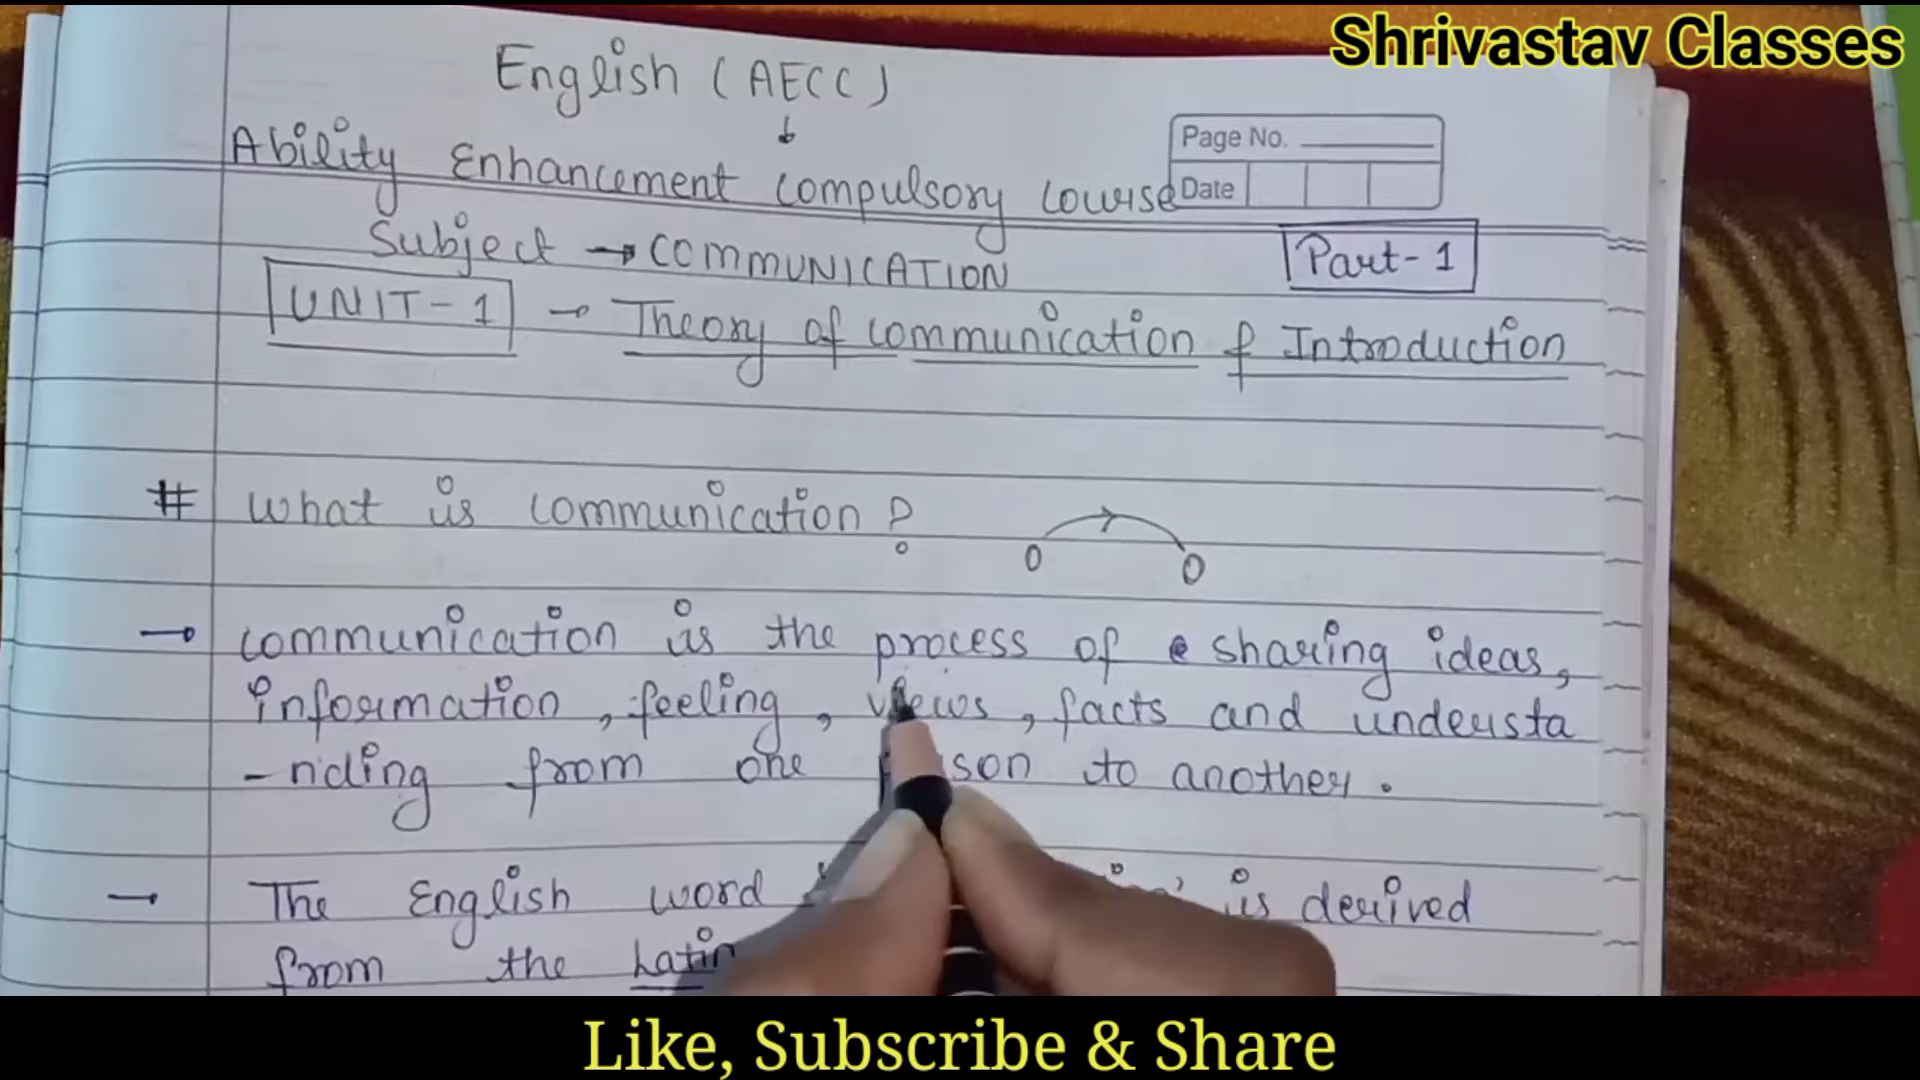 Shrivastav Classes
English (AECC)
Page No.
Ability Enhancement compulsory course
Date
Subject → COMMUNICATION
Part-1
UNIT-1 → Theory of communication & Introduction
# What is communication?
→ communication is the process of sharing ideas,
information, feeling, views, facts and understa
-nding from one son to another.
→ The English word is derived
from the Latin
Like, Subscribe & Share